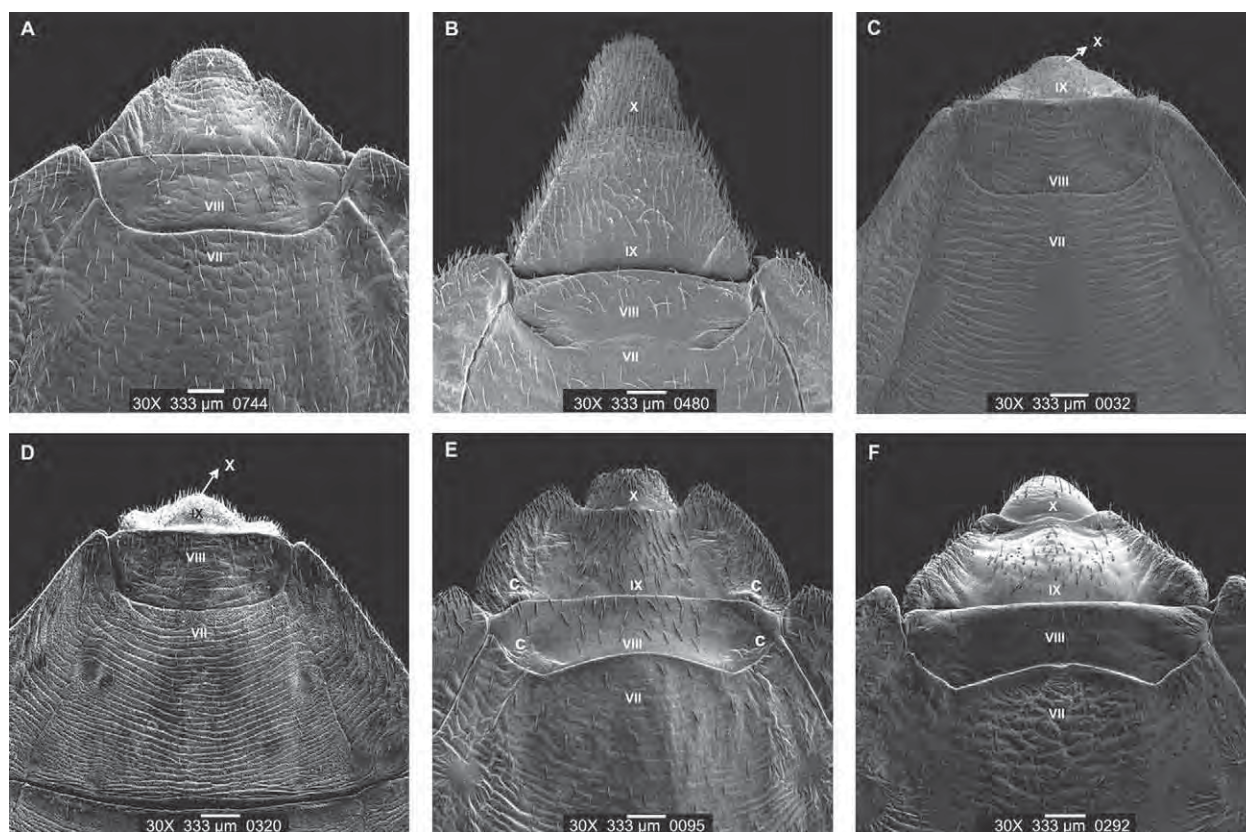 A
X
IX
VIII
VII
30X 333 µm 0744
B
X
IX
VIII
VII
30X 333 µm 0480
C
X
IX
VIII
VII
30X 333 µm 0032
D
X
IX
VIII
VII
30X 333 µm 0320
E
X
C IX C
C VIII C
VII
30X 333 µm 0095
F
X
IX
VIII
VII
30X 333 µm 0292